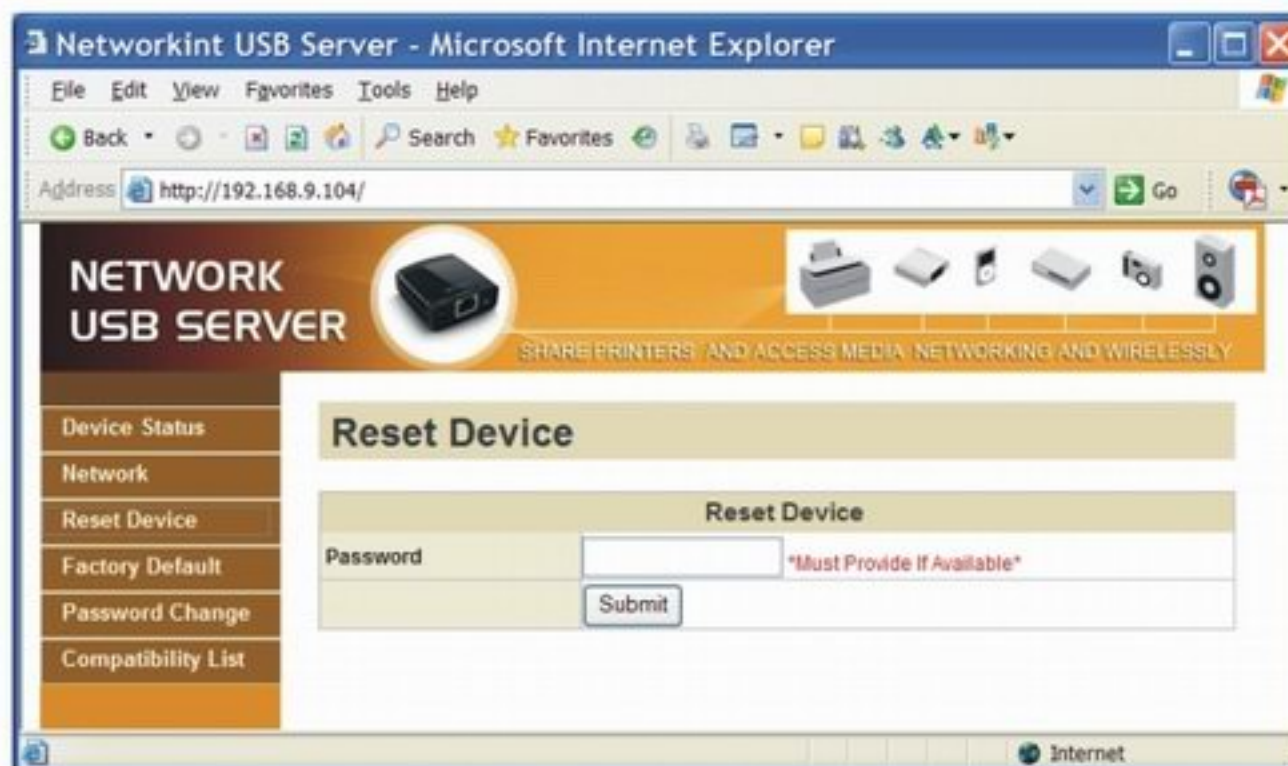 Networkint USB Server - Microsoft Internet Explorer
File Edit View Favorites Tools Help
Back Search Favorites
Address http://192.168.9.104/ Go
NETWORK
USB SERVER
SHARE PRINTERS AND ACCESS MEDIA NETWORKING AND WIRELESSLY
Device Status
Network
Reset Device
Factory Default
Password Change
Compatibility List
Reset Device
Reset Device
Password *Must Provide If Available*
Submit
Internet